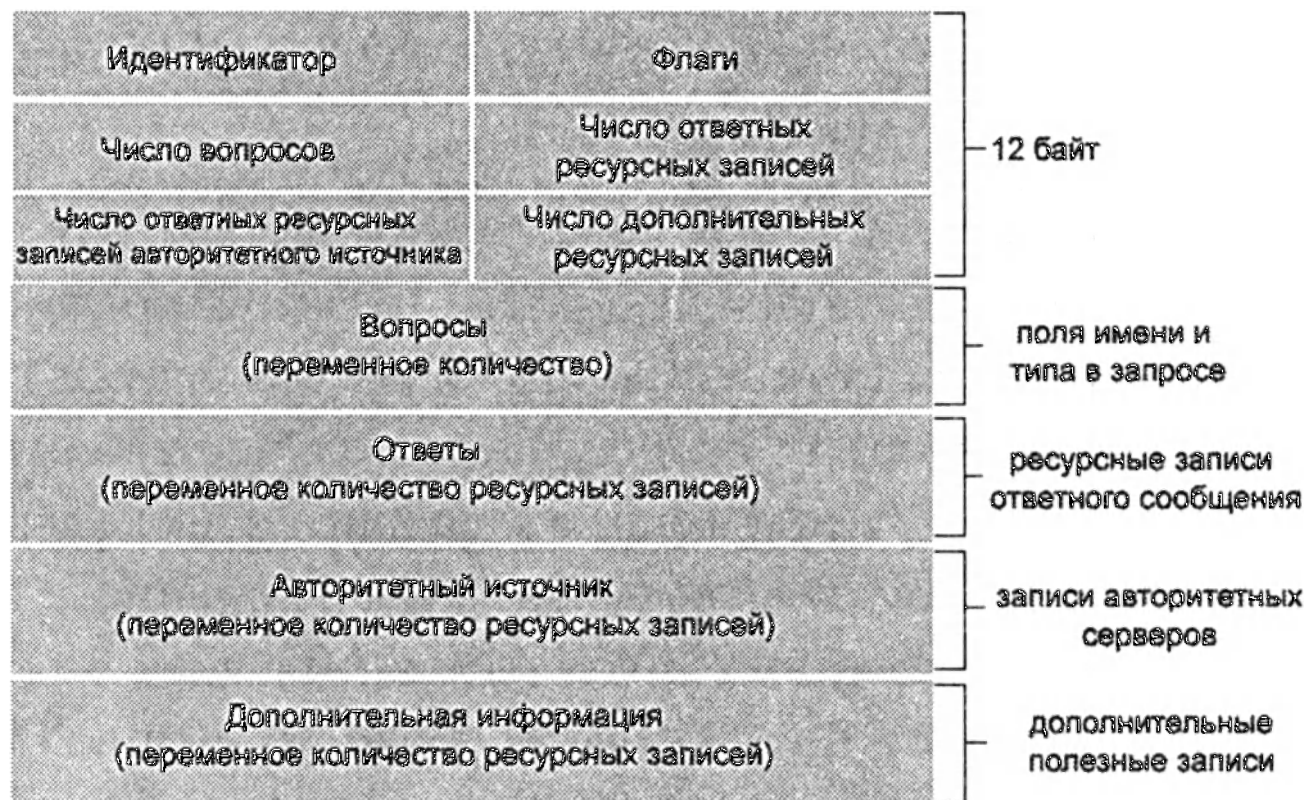 Идентификатор
Флаги
Число вопросов
Число ответных
ресурсных записей
12 байт
Число ответных ресурсных
записей авторитетного источника
Число дополнительных
ресурсных записей
Вопросы
(переменное количество)
поля имени и
типа в запросе
Ответы
(переменное количество ресурсных записей)
ресурсные записи
ответного сообщения
Авторитетный источник
(переменное количество ресурсных записей)
записи авторитетных
серверов
Дополнительная информация
(переменное количество ресурсных записей)
дополнительные
полезные записи